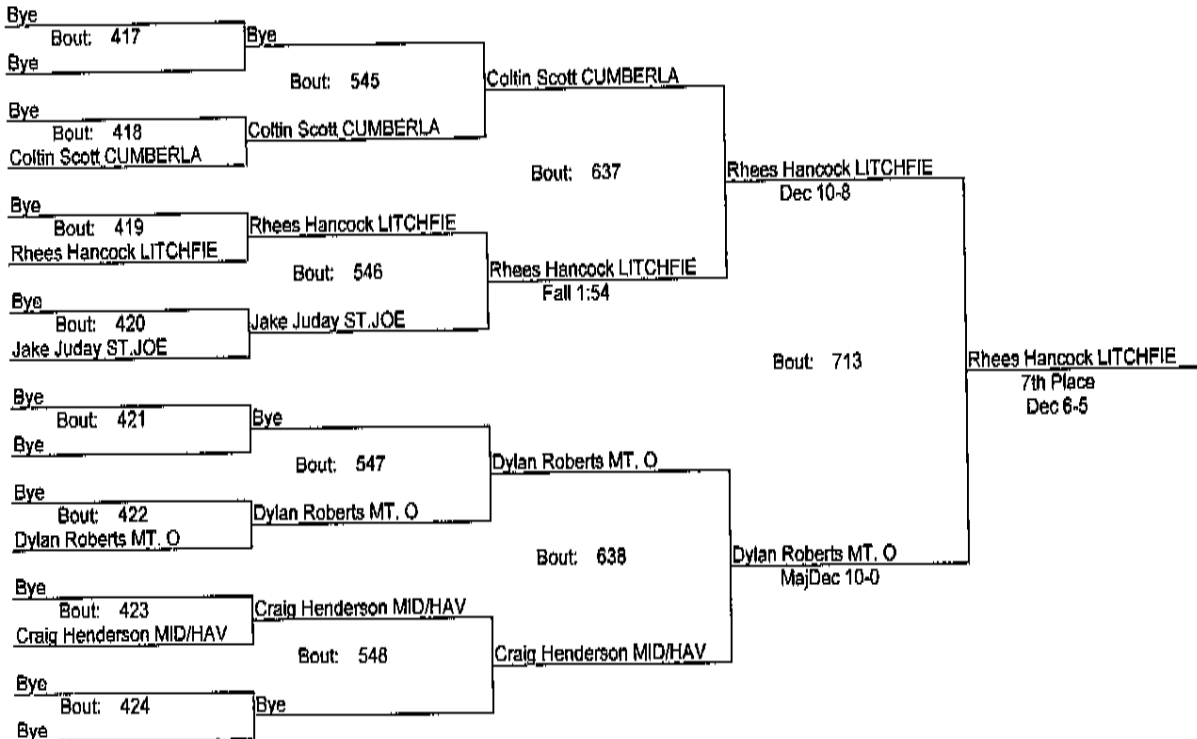 Bye
Bout: 417
Bye
Bye
Bout: 545
Coltin Scott CUMBERLA
Bye
Bout: 418
Coltin Scott CUMBERLA
Coltin Scott CUMBERLA
Bout: 637
Rhees Hancock LITCHFIE
Dec 10-8
Bye
Bout: 419
Rhees Hancock LITCHFIE
Rhees Hancock LITCHFIE
Bout: 546
Rhees Hancock LITCHFIE
Fall 1:54
Bye
Bout: 420
Jake Juday ST.JOE
Jake Juday ST.JOE
Bout: 713
Rhees Hancock LITCHFIE
7th Place
Dec 6-5
Bye
Bout: 421
Bye
Bye
Bout: 547
Dylan Roberts MT. O
Bye
Bout: 422
Dylan Roberts MT. O
Dylan Roberts MT. O
Bout: 638
Dylan Roberts MT. O
MajDec 10-0
Bye
Bout: 423
Craig Henderson MID/HAV
Craig Henderson MID/HAV
Bout: 548
Craig Henderson MID/HAV
Bye
Bout: 424
Bye
Bye